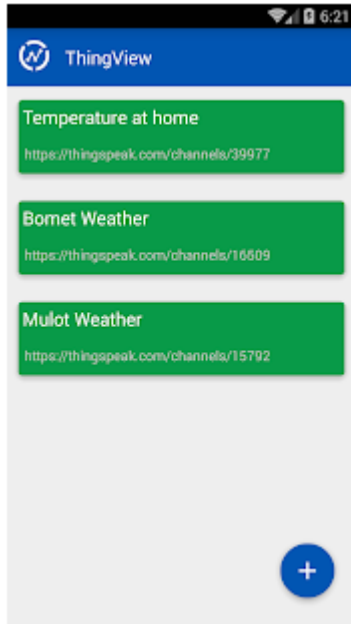 6:21
ThingView
Temperature at home
https://thingspeak.com/channels/39977
Bomet Weather
https://thingspeak.com/channels/16609
Mulot Weather
https://thingspeak.com/channels/15792
+